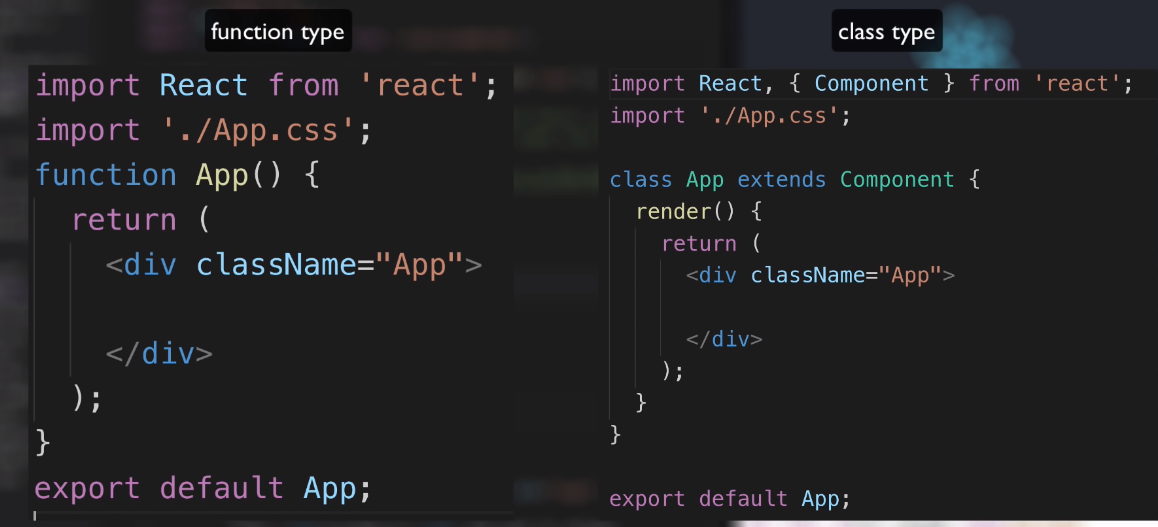 function type
import React from 'react';
import './App.css';
function App() {
return (
<div className="App">
</div>
);
}
export default App;
class type
import React, { Component } from 'react';
import './App.css';
class App extends Component {
render() {
return (
<div className="App">
</div>
);
}
}
export default App;